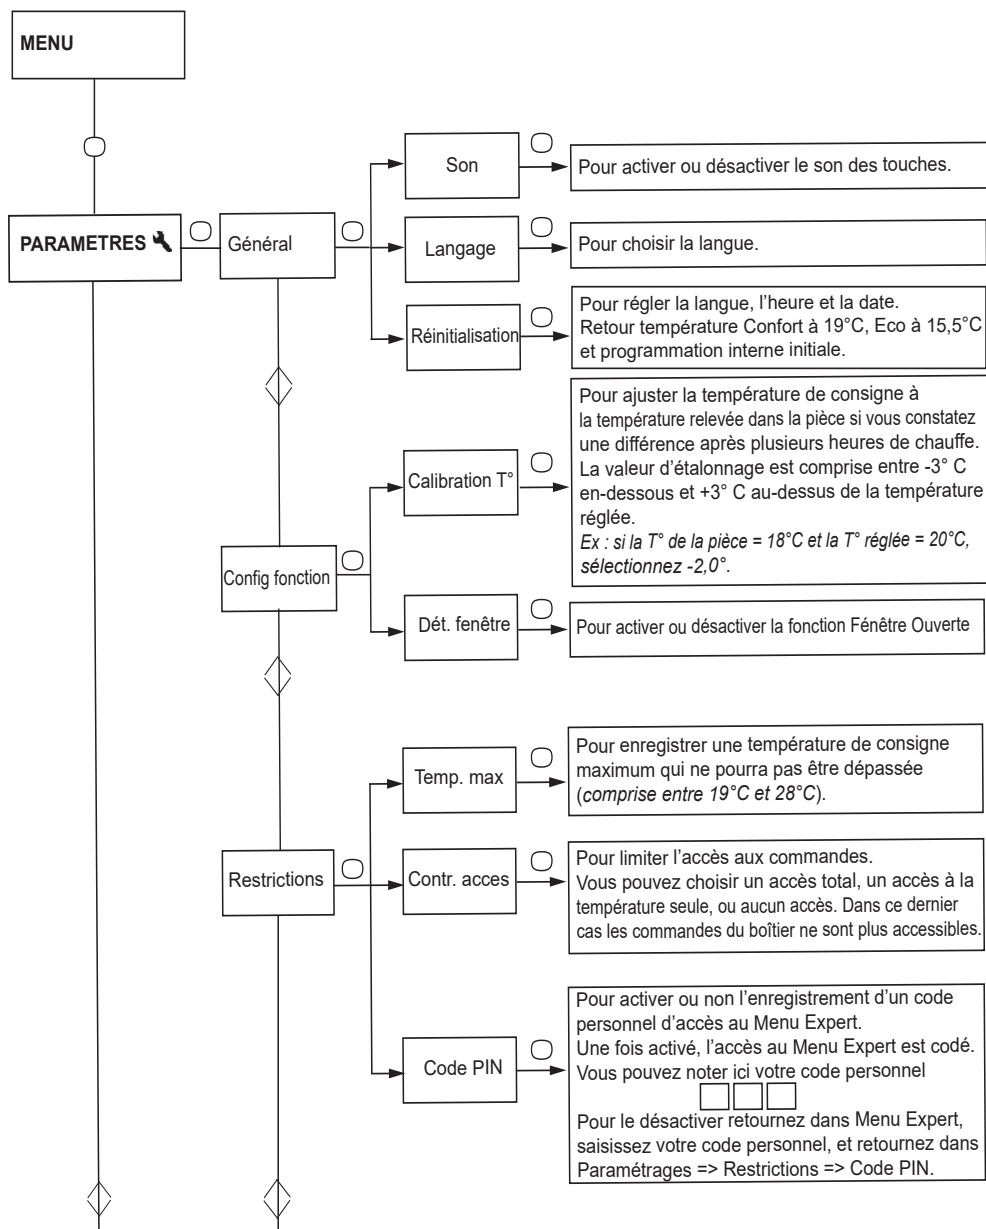 MENU
Son
Pour activer ou désactiver le son des touches.
PARAMETRES
Général
Langage
Pour choisir la langue.
Réinitialisation
Pour régler la langue, l'heure et la date.
Retour température Confort à 19°C, Eco à 15,5°C
et programmation interne initiale.
Calibration T°
Pour ajuster la température de consigne à
la température relevée dans la pièce si vous constatez
une différence après plusieurs heures de chauffe.
La valeur d'étalonnage est comprise entre -3° C
en-dessous et +3° C au-dessus de la température
réglée.
Ex : si la T° de la pièce = 18°C et la T° réglée = 20°C,
sélectionnez -2,0°.
Config fonction
Dét. fenêtre
Pour activer ou désactiver la fonction Fénêtre Ouverte
Temp. max
Pour enregistrer une température de consigne
maximum qui ne pourra pas être dépassée
(comprise entre 19°C et 28°C).
Restrictions
Contr. acces
Pour limiter l'accès aux commandes.
Vous pouvez choisir un accès total, un accès à la
température seule, ou aucun accès. Dans ce dernier
cas les commandes du boîtier ne sont plus accessibles.
Code PIN
Pour activer ou non l'enregistrement d'un code
personnel d'accès au Menu Expert.
Une fois activé, l'accès au Menu Expert est codé.
Vous pouvez noter ici votre code personnel
Pour le désactiver retournez dans Menu Expert,
saisissez votre code personnel, et retournez dans
Paramétrages => Restrictions => Code PIN.